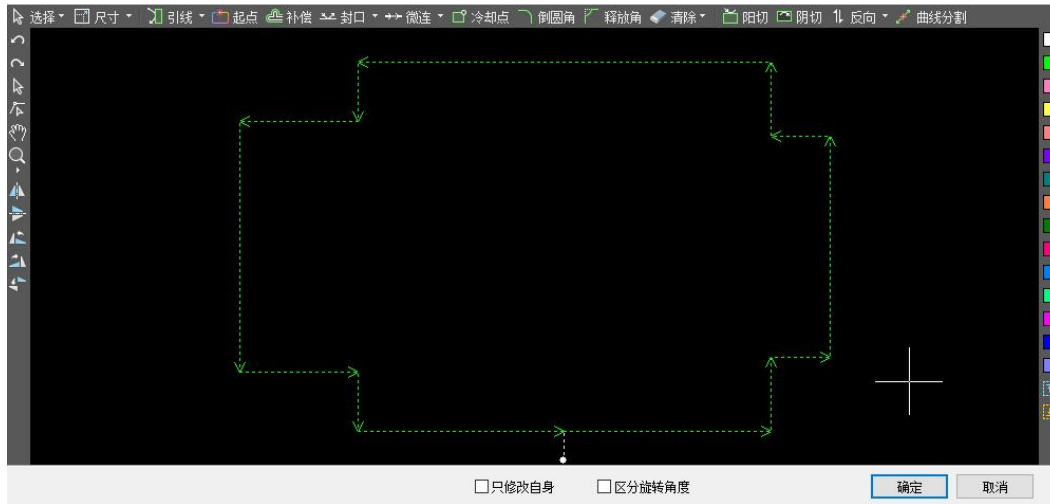 选择 尺寸 引线 起点 补偿 封口 微连 冷却点 倒圆角 释放角 清除 阳切 阴切 反向 曲线分割
只修改自身 区分旋转角度 确定 取消